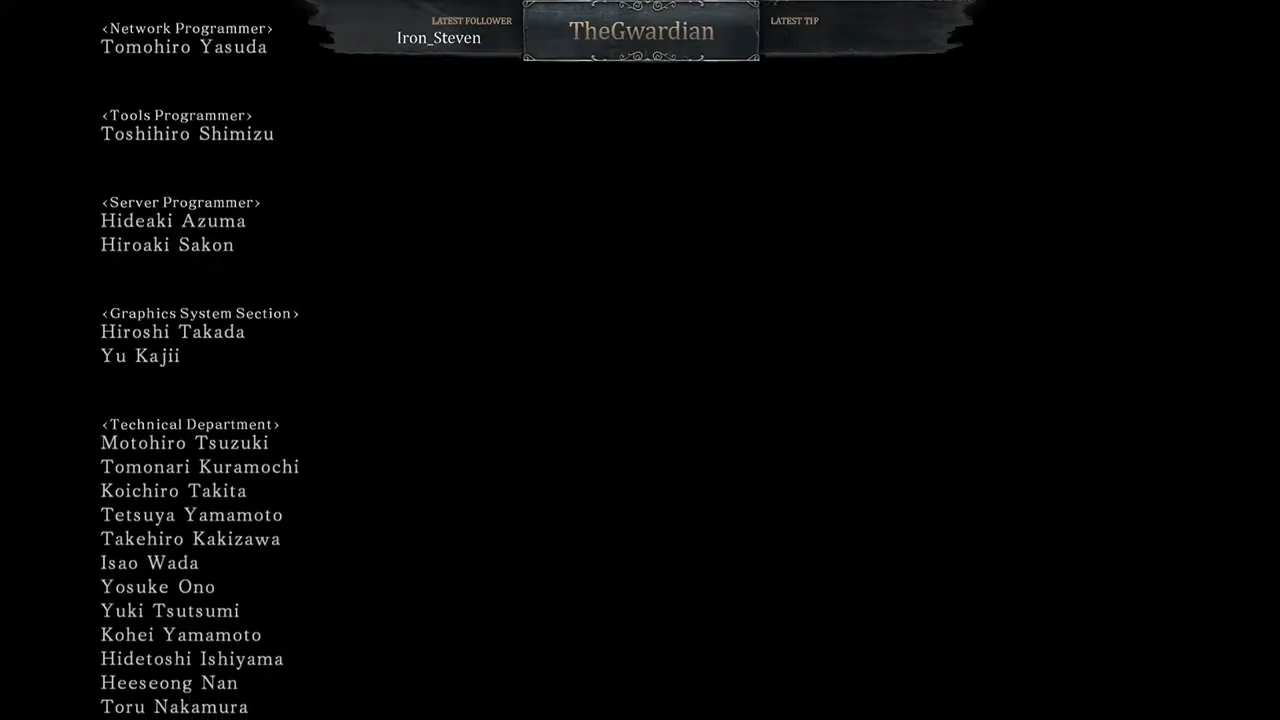 LATEST FOLLOWER
Iron_Steven
TheGwardian
LATEST TIP
<Network Programmer>
Tomohiro Yasuda
<Tools Programmer>
Toshihiro Shimizu
<Server Programmer>
Hideaki Azuma
Hiroaki Sakon
<Graphics System Section>
Hiroshi Takada
Yu Kajii
<Technical Department>
Motohiro Tsuzuki
Tomonari Kuramochi
Koichiro Takita
Tetsuya Yamamoto
Takehiro Kakizawa
Isao Wada
Yosuke Ono
Yuki Tsutsumi
Kohei Yamamoto
Hidetoshi Ishiyama
Heeseong Nan
Toru Nakamura